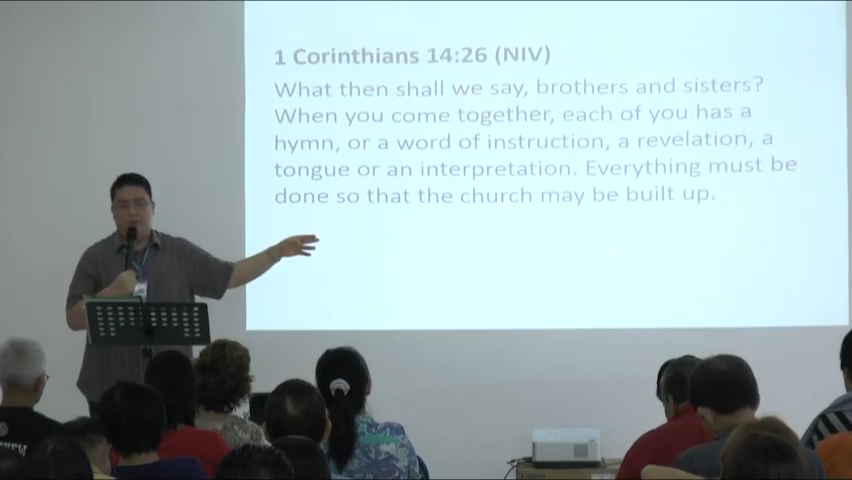 1 Corinthians 14:26 (NIV)
What then shall we say, brothers and sisters?
When you come together, each of you has a
hymn, or a word of instruction, a revelation, a
tongue or an interpretation. Everything must be
done so that the church may be built up.